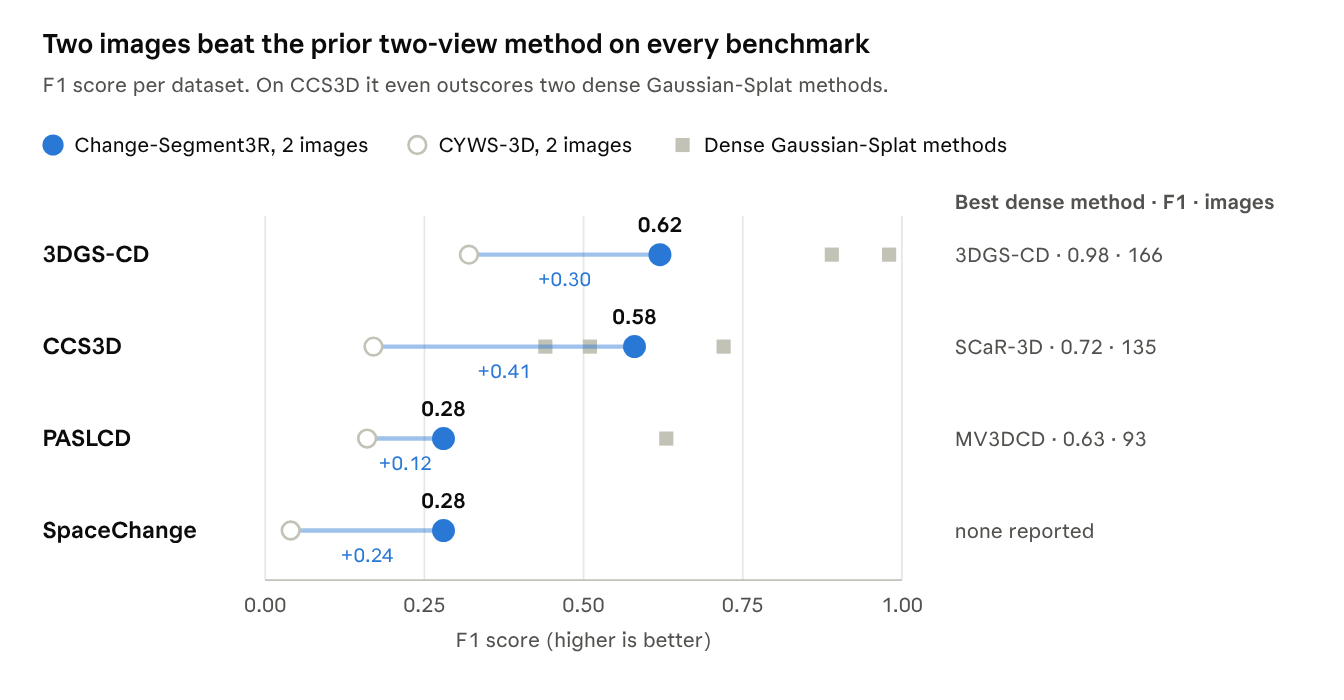 Two images beat the prior two-view method on every benchmark
F1 score per dataset. On CCS3D it even outscores two dense Gaussian-Splat methods.
Change-Segment3R, 2 images CYWS-3D, 2 images Dense Gaussian-Splat methods
Best dense method · F1 · images
0.62
3DGS-CD 3DGS-CD · 0.98 · 166
+0.30
0.58
CCS3D SCaR-3D · 0.72 · 135
+0.41
0.28
PASLCD MV3DCD · 0.63 · 93
+0.12
0.28
SpaceChange none reported
+0.24
0.00 0.25 0.50 0.75 1.00
F1 score (higher is better)